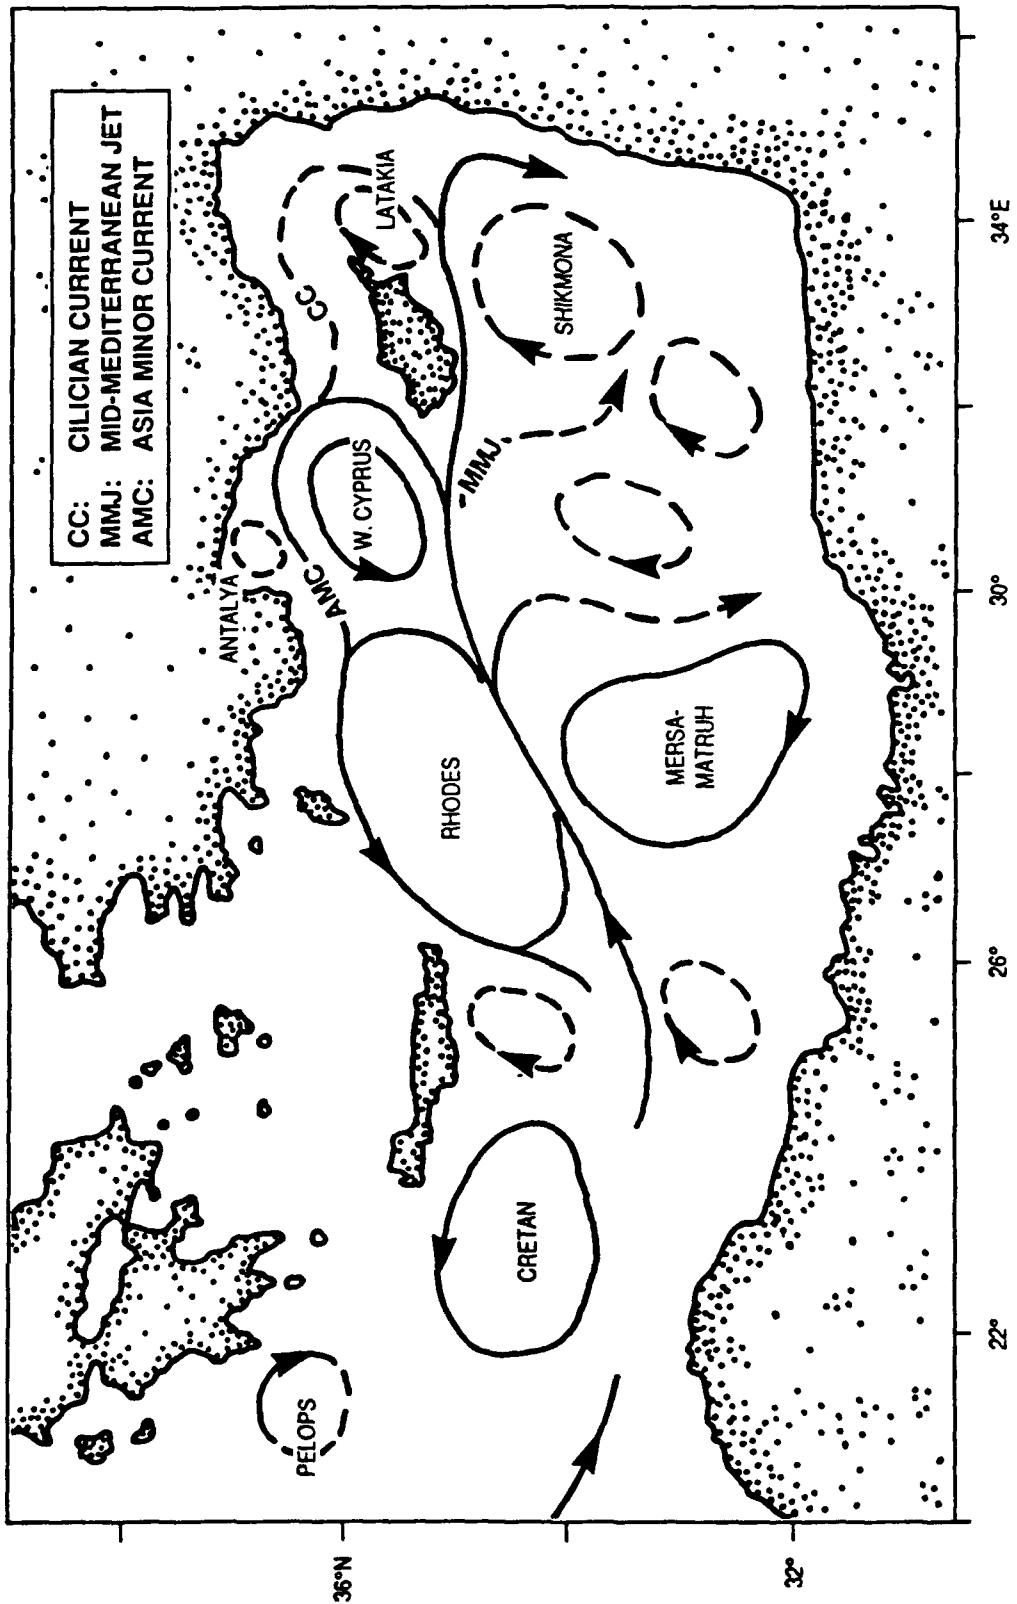 CC: CILICIAN CURRENT
MMJ: MID-MEDITERRANEAN JET
AMC: ASIA MINOR CURRENT
ANTALYA
AMC
CC
LATAKIA
W. CYPRUS
MMJ
SHIKMONA
RHODES
MERSA-
MATRUH
CRETAN
PELOPS
36°N
32°
22°
26°
30°
34°E